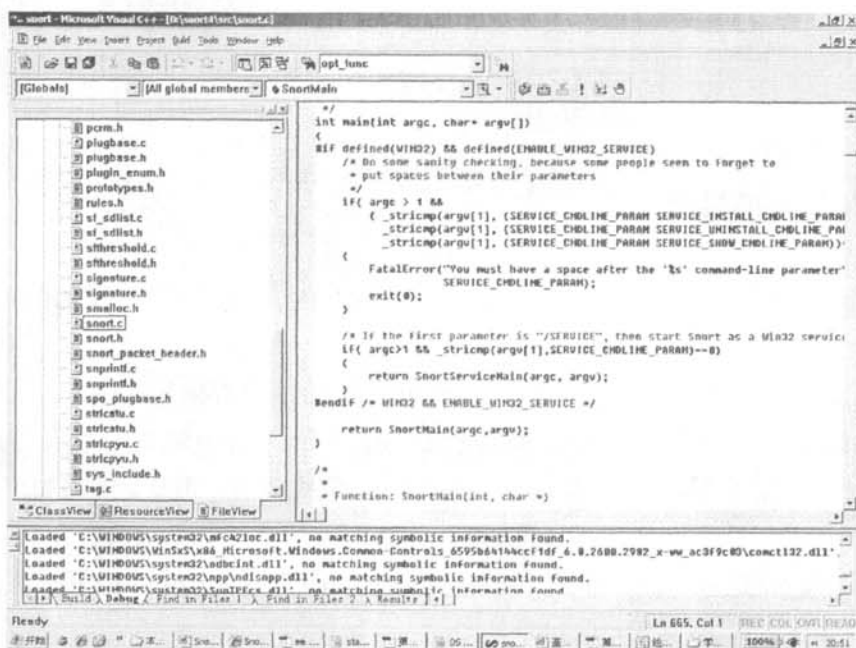 snort - Microsoft Visual C++ - [
File Edit View Insert Project Build Tools Window Help
opt_func
[Globals] [All global members SnortMain
pcrm.h
plugbase.c
plugbase.h
plugin_enum.h
prototypes.h
rules.h
sf_sdlist.c
sf_sdlist.h
sfthreshold.c
sfthreshold.h
signature.c
signature.h
smalloc.h
snort.c
snort.h
snort_packet_header.h
snprintf.c
snprintf.h
spo_plugbase.h
strlcatu.c
strlcatu.h
strlcpyu.c
strlcpyu.h
sys_include.h
tag.c
ClassView ResourceView FileView
*/
int main(int argc, char* argv[])
{
#if defined(WIN32) && defined(ENABLE_WIN32_SERVICE)
/* Do some sanity checking, because some people seem to forget to
* put spaces between their parameters
*/
if( argc > 1 &&
( _stricmp(argv[1], (SERVICE_CMDLINE_PARAM SERVICE_INSTALL_CMDLINE_PARA
_stricmp(argv[1], (SERVICE_CMDLINE_PARAM SERVICE_UNINSTALL_CMDLINE_PA
_stricmp(argv[1], (SERVICE_CMDLINE_PARAM SERVICE_SHOW_CMDLINE_PARAM))
{
FatalError("You must have a space after the '%s' command-line parameter"
SERVICE_CMDLINE_PARAM);
exit(0);
}
/* If the first parameter is "/SERVICE", then start Snort as a Win32 service
if( argc>1 && _stricmp(argv[1],SERVICE_CMDLINE_PARAM)==0)
{
return SnortServiceMain(argc, argv);
}
#endif /* WIN32 && ENABLE_WIN32_SERVICE */
return SnortMain(argc,argv);
}
/*
*
* Function: SnortMain(int, char *)
Loaded 'C:\WINDOWS\system32\mfc42loc.dll', no matching symbolic information found.
Loaded 'C:\WINDOWS\WinSxS\x86_Microsoft.Windows.Common-Controls_6595b64144ccf1df_6.0.2600.2982_x-ww_ac3f9c03\comctl32.dll'.
Loaded 'C:\WINDOWS\system32\odbcint.dll', no matching symbolic information found.
Loaded 'C:\WINDOWS\system32\npp\ndisnpp.dll', no matching symbolic information found.
Build Debug Find in Files 1 Find in Files 2 Results
Ready Ln 665, Col 1 REC COL OVR READ
开始 100% 20:51